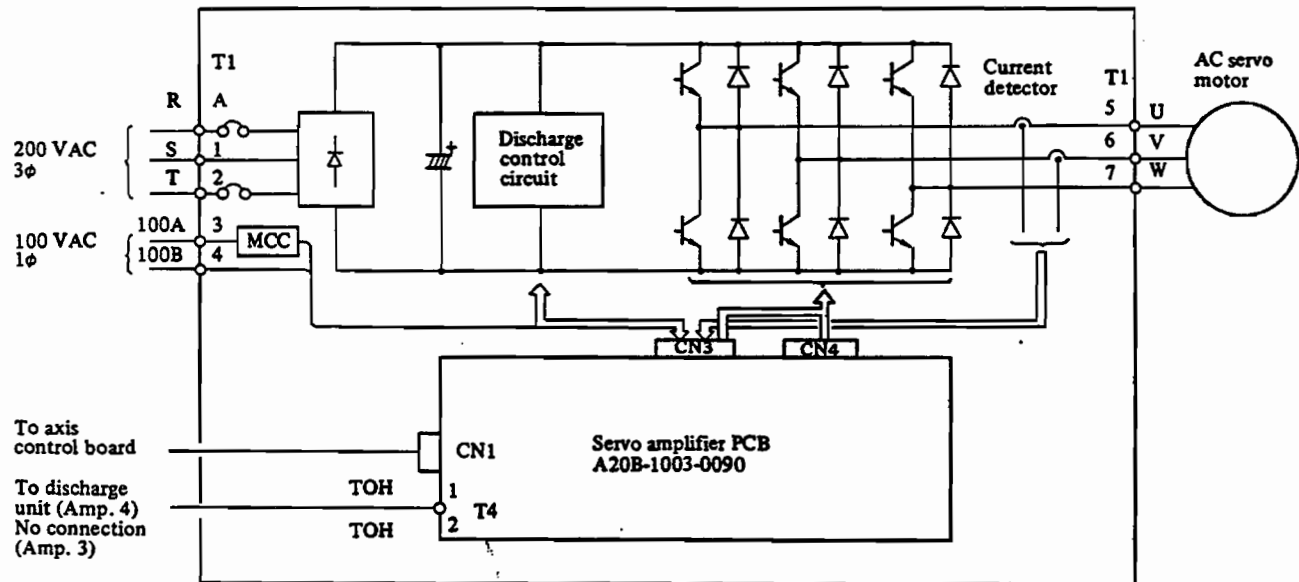 T1
R A
200 VAC
3ϕ
S 1
T 2
100 VAC
1ϕ
100A 3
100B 4
MCC
+
Discharge
control
circuit
Current
detector
T1
5 U
6 V
7 W
AC servo
motor
CN3
CN4
To axis
control board
CN1
Servo amplifier PCB
A20B-1003-0090
To discharge
unit (Amp. 4)
No connection
(Amp. 3)
TOH 1
T4
TOH 2